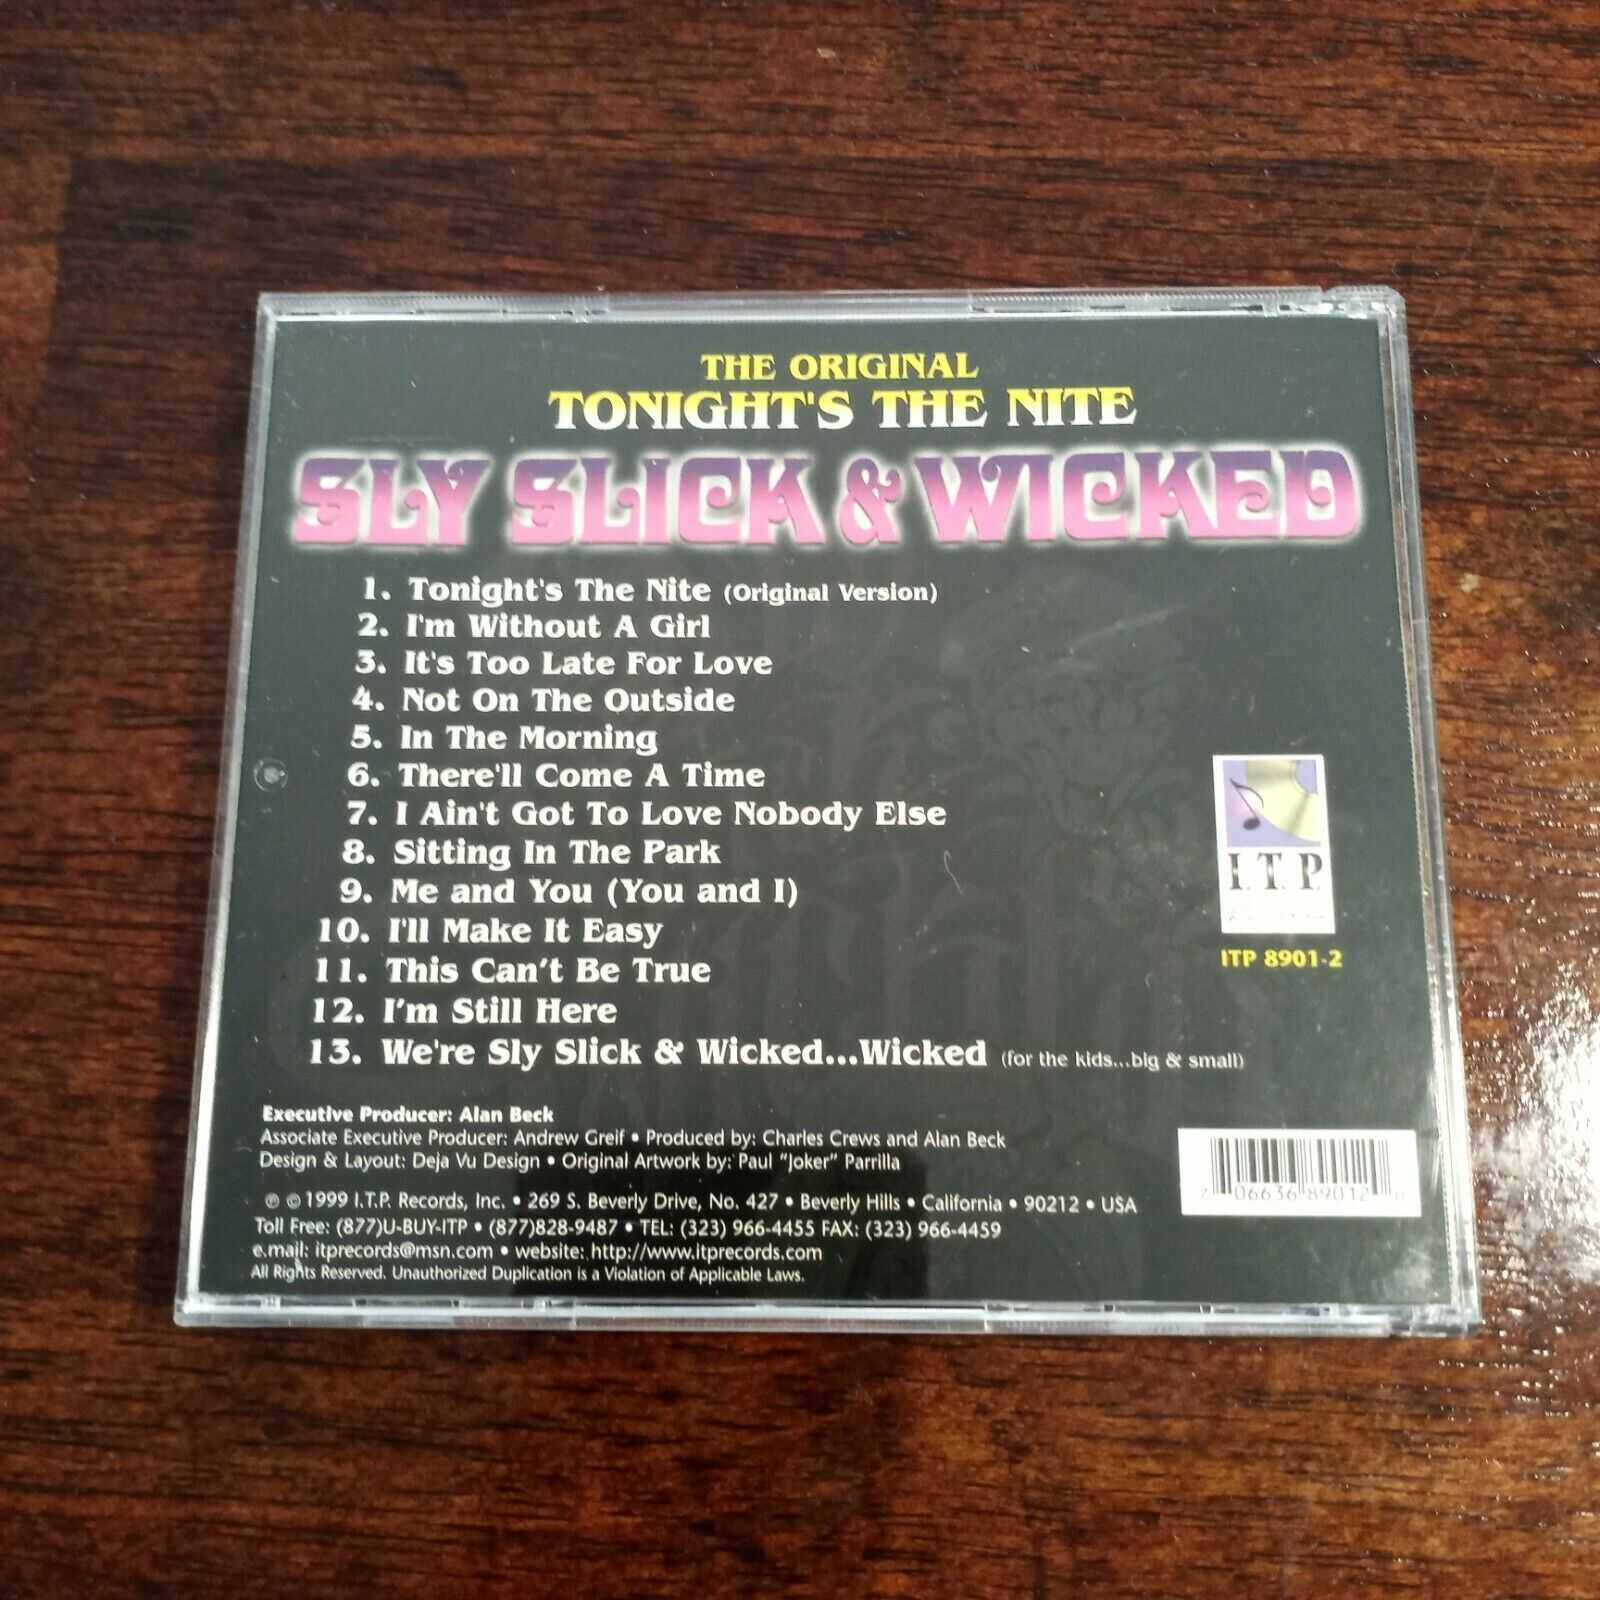 THE ORIGINAL
TONIGHT'S THE NITE
SLY SLICK & WICKED
1. Tonight's The Nite (Original Version)
2. I'm Without A Girl
3. It's Too Late For Love
4. Not On The Outside
5. In The Morning
6. There'll Come A Time
7. I Ain't Got To Love Nobody Else
8. Sitting In The Park
9. Me and You (You and I)
10. I'll Make It Easy
11. This Can’t Be True
12. I’m Still Here
13. We're Sly Slick & Wicked...Wicked (for the kids...big & small)
I.T.P.
ITP 8901-2
Executive Producer: Alan Beck
Associate Executive Producer: Andrew Greif • Produced by: Charles Crews and Alan Beck
Design & Layout: Deja Vu Design • Original Artwork by: Paul “Joker” Parrilla
℗ © 1999 I.T.P. Records, Inc. • 269 S. Beverly Drive, No. 427 • Beverly Hills • California • 90212 • USA
Toll Free: (877)U-BUY-ITP • (877)828-9487 • TEL: (323) 966-4455 FAX: (323) 966-4459
e.mail: itprecords@msn.com • website: http://www.itprecords.com
All Rights Reserved. Unauthorized Duplication is a Violation of Applicable Laws.
06636 89012